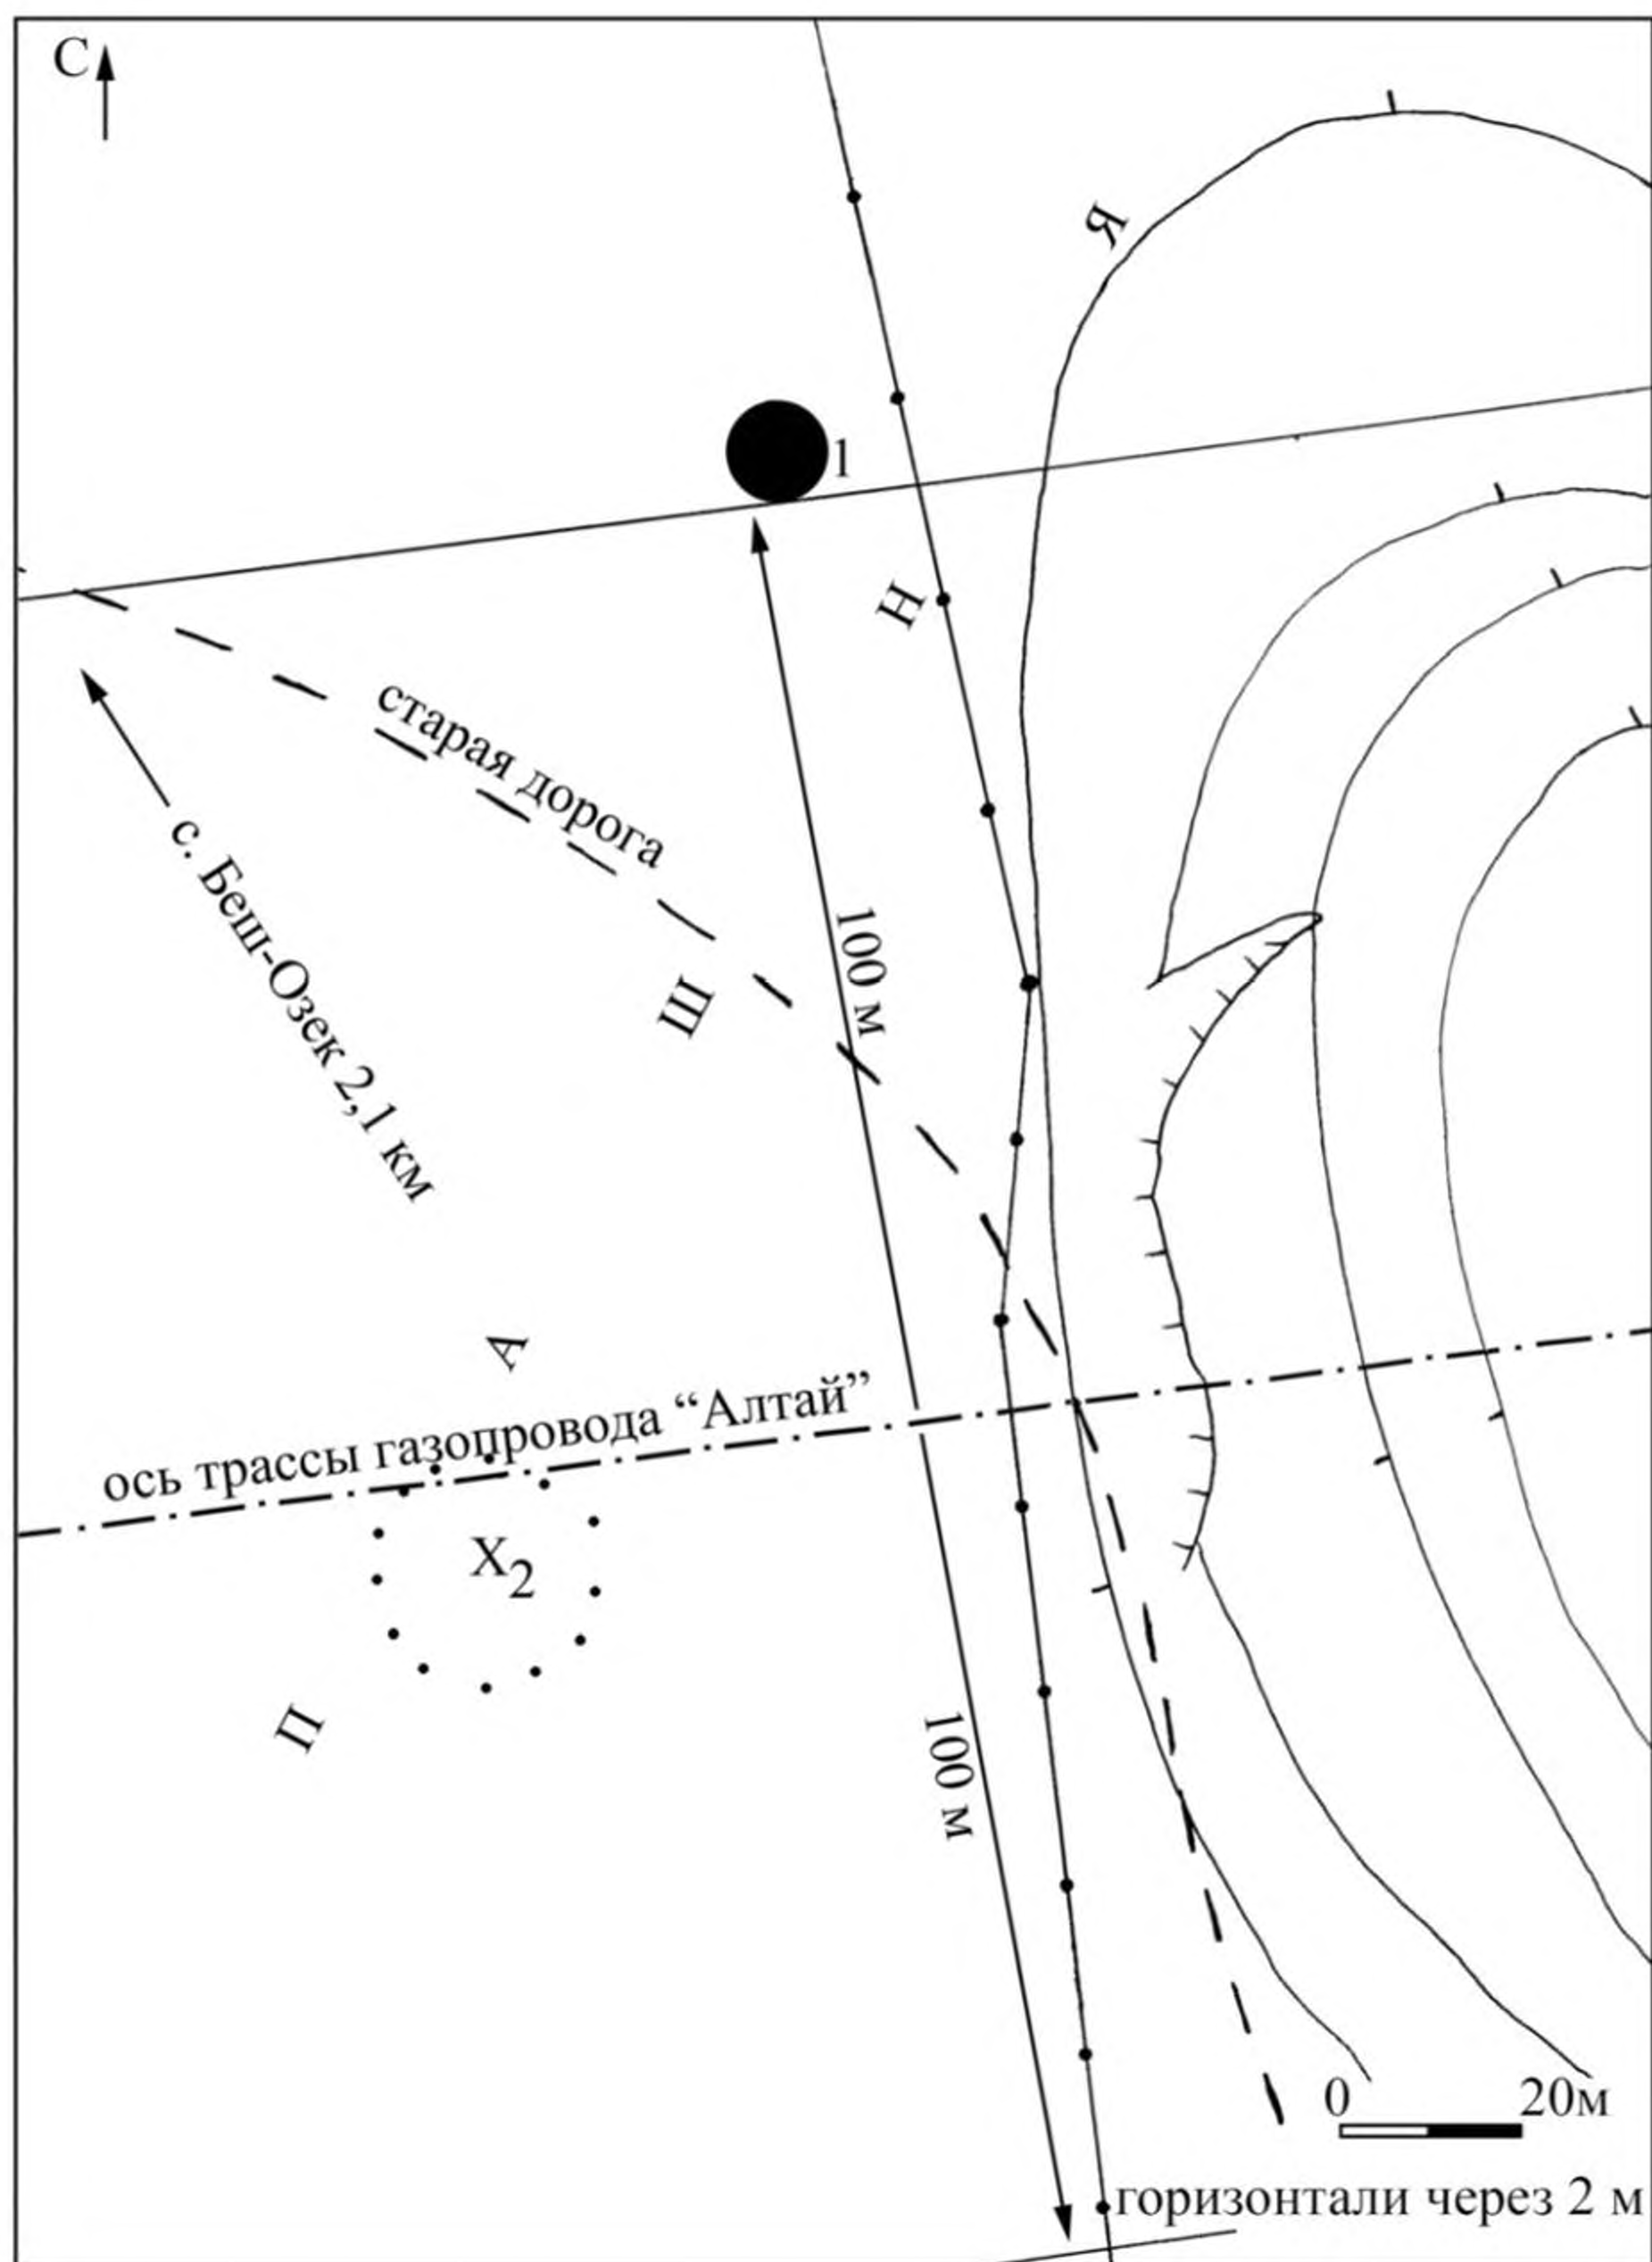 С
Я
1
Н
старая дорога
100 м
Ш
с. Беш-Озек 2,1 км
А
ось трассы газопровода “Алтай”
X2
П
100 м
0 20м
горизонтали через 2 м